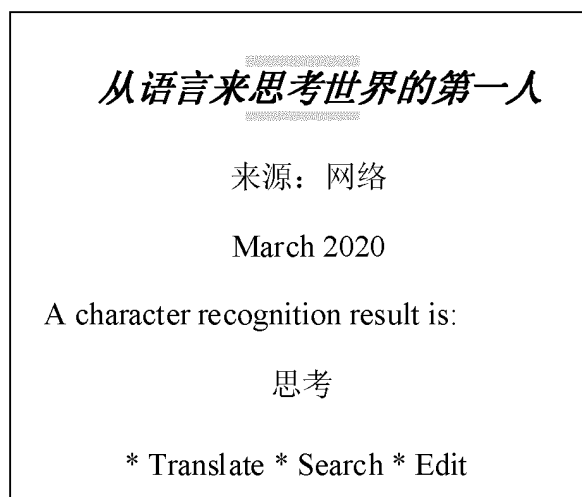 从语言来思考世界的第一人
来源：网络
March 2020
A character recognition result is:
思考
* Translate * Search * Edit